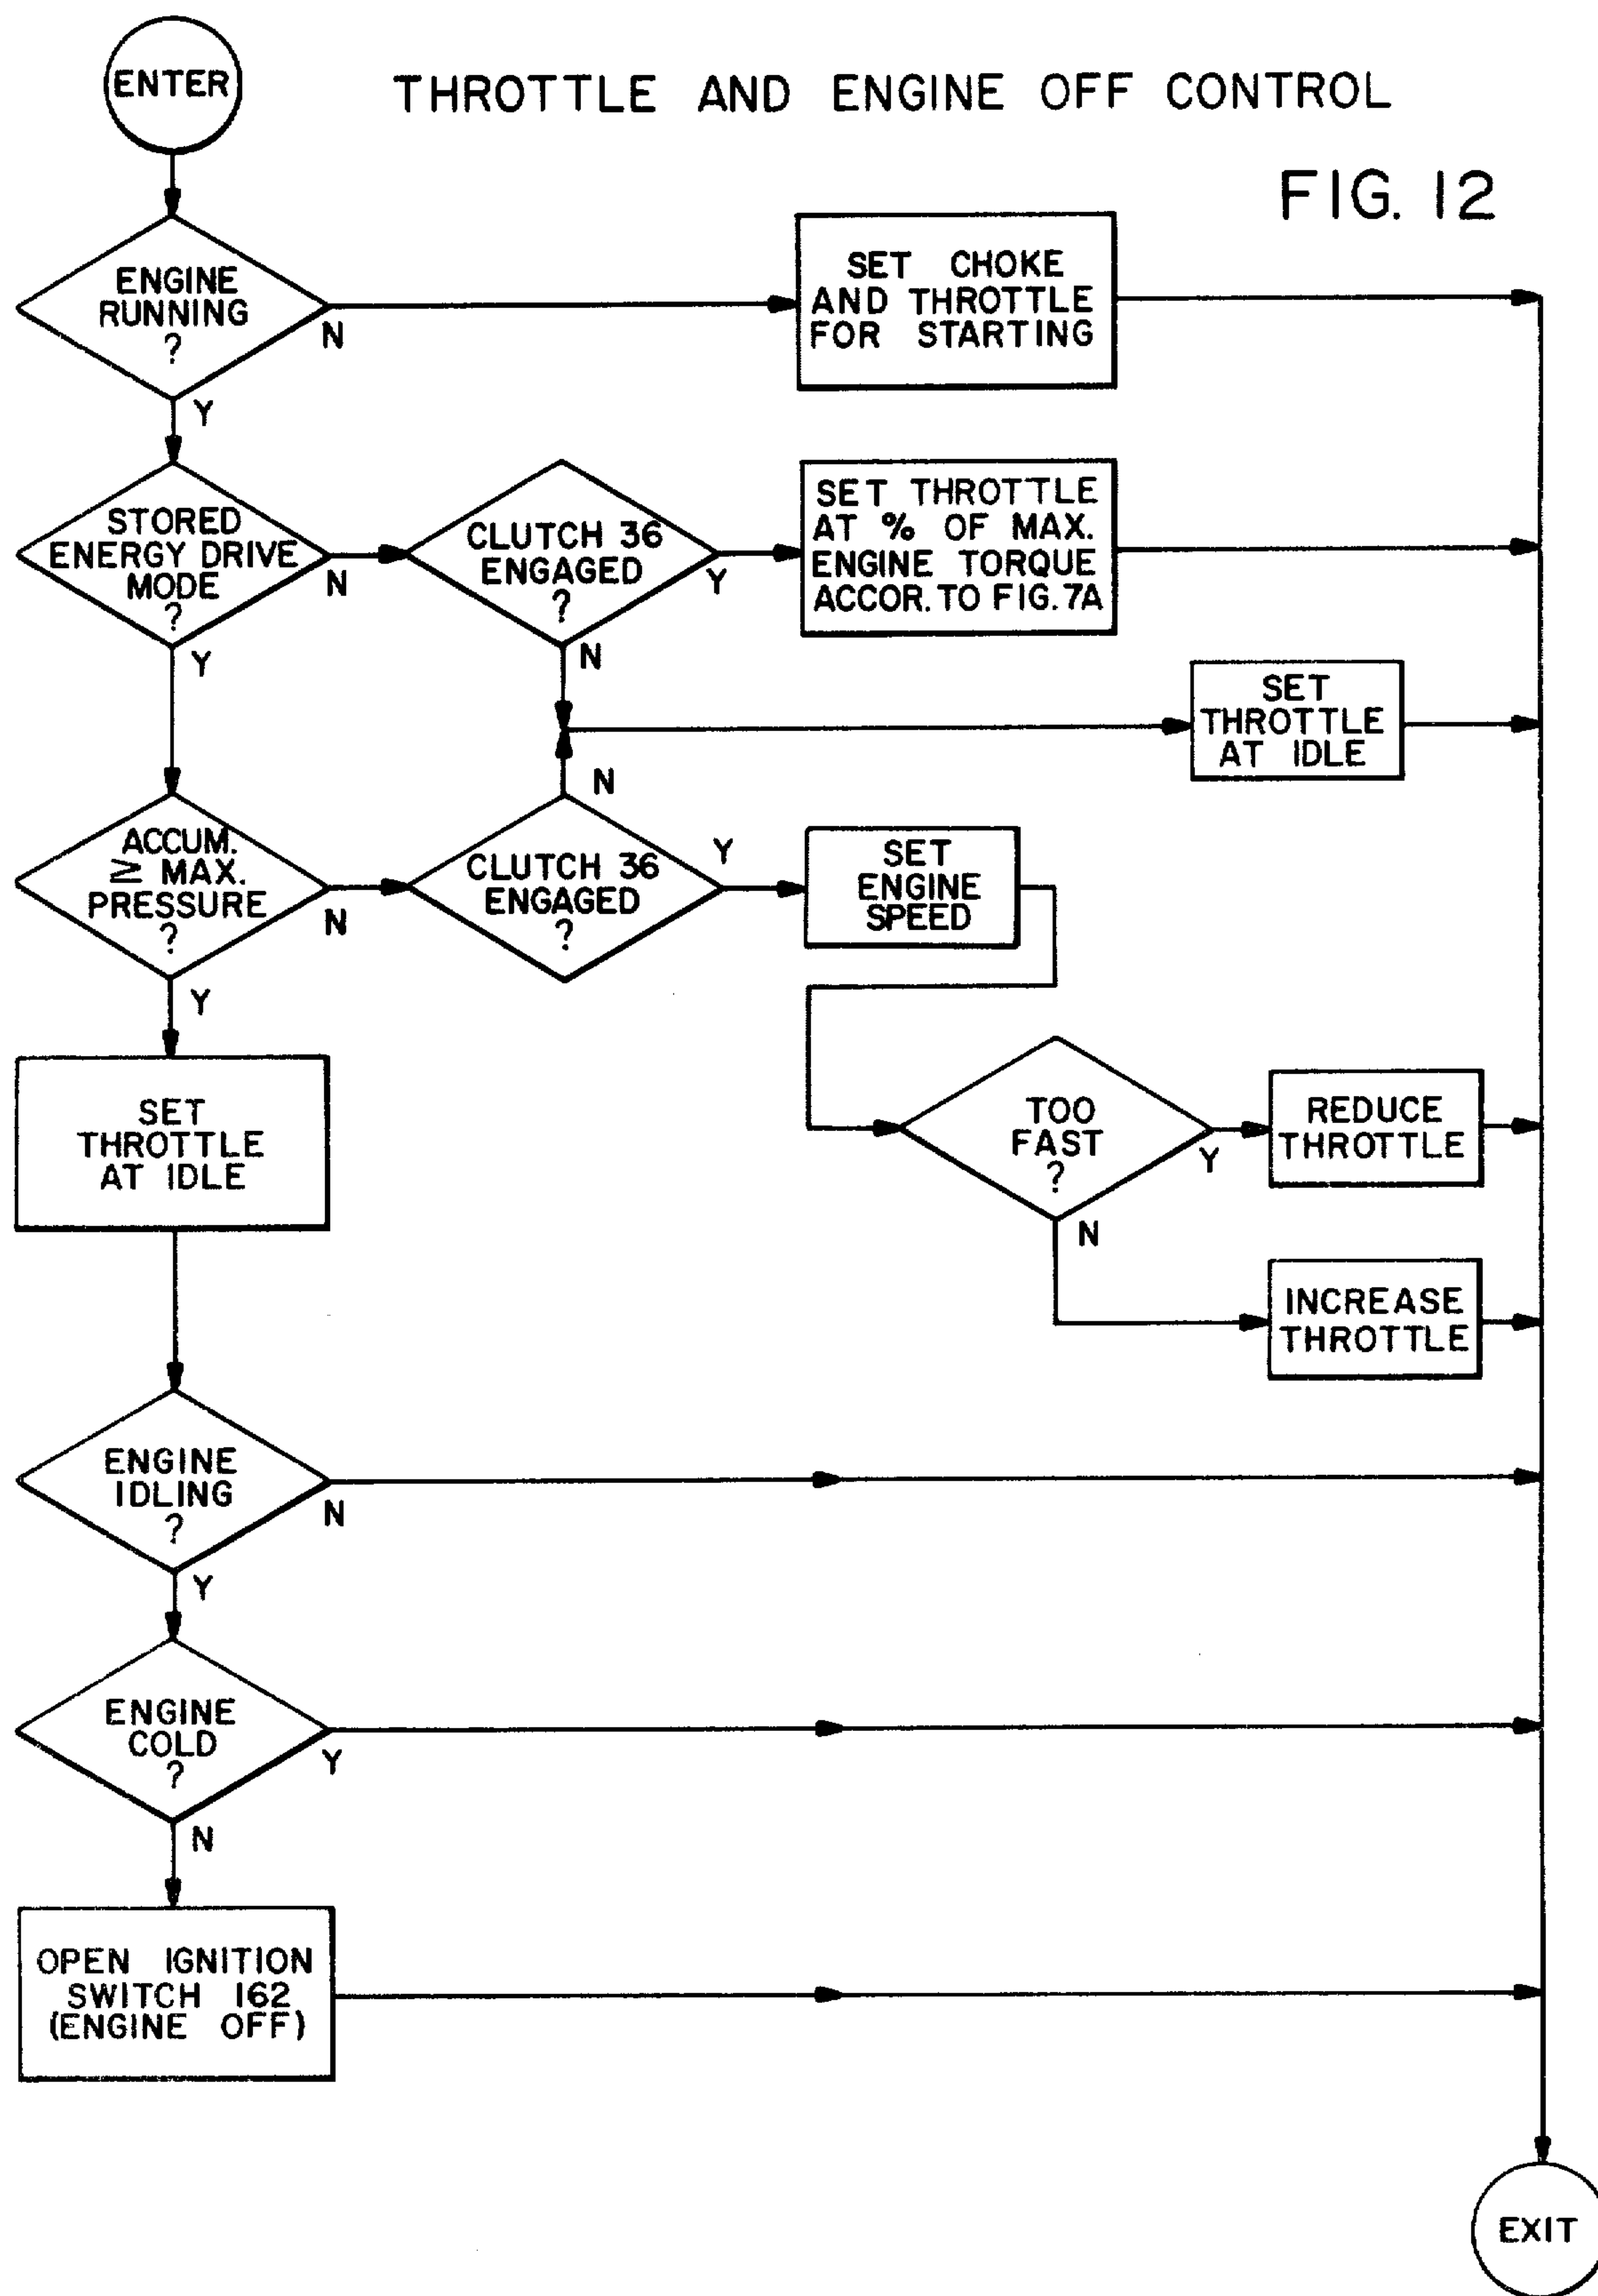 ENTER
THROTTLE AND ENGINE OFF CONTROL
FIG. 12
ENGINE
RUNNING
?
N
Y
SET CHOKE
AND THROTTLE
FOR STARTING
STORED
ENERGY DRIVE
MODE
?
N
Y
CLUTCH 36
ENGAGED
?
Y
N
SET THROTTLE
AT % OF MAX.
ENGINE TORQUE
ACCOR. TO FIG. 7A
SET
THROTTLE
AT IDLE
ACCUM.
≥ MAX.
PRESSURE
?
N
Y
N
CLUTCH 36
ENGAGED
?
Y
SET
ENGINE
SPEED
SET
THROTTLE
AT IDLE
TOO
FAST
?
Y
N
REDUCE
THROTTLE
INCREASE
THROTTLE
ENGINE
IDLING
?
N
Y
ENGINE
COLD
?
Y
N
OPEN IGNITION
SWITCH 162
(ENGINE OFF)
EXIT